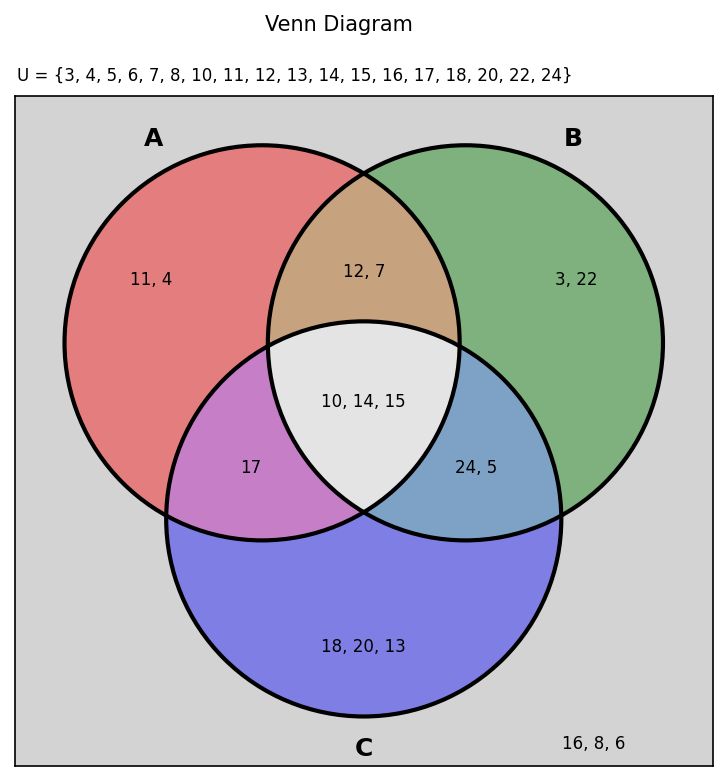 Venn Diagram
U = {3, 4, 5, 6, 7, 8, 10, 11, 12, 13, 14, 15, 16, 17, 18, 20, 22, 24}
A
B
12, 7
11, 4
3, 22
10, 14, 15
17
24, 5
18, 20, 13
16, 8, 6
C